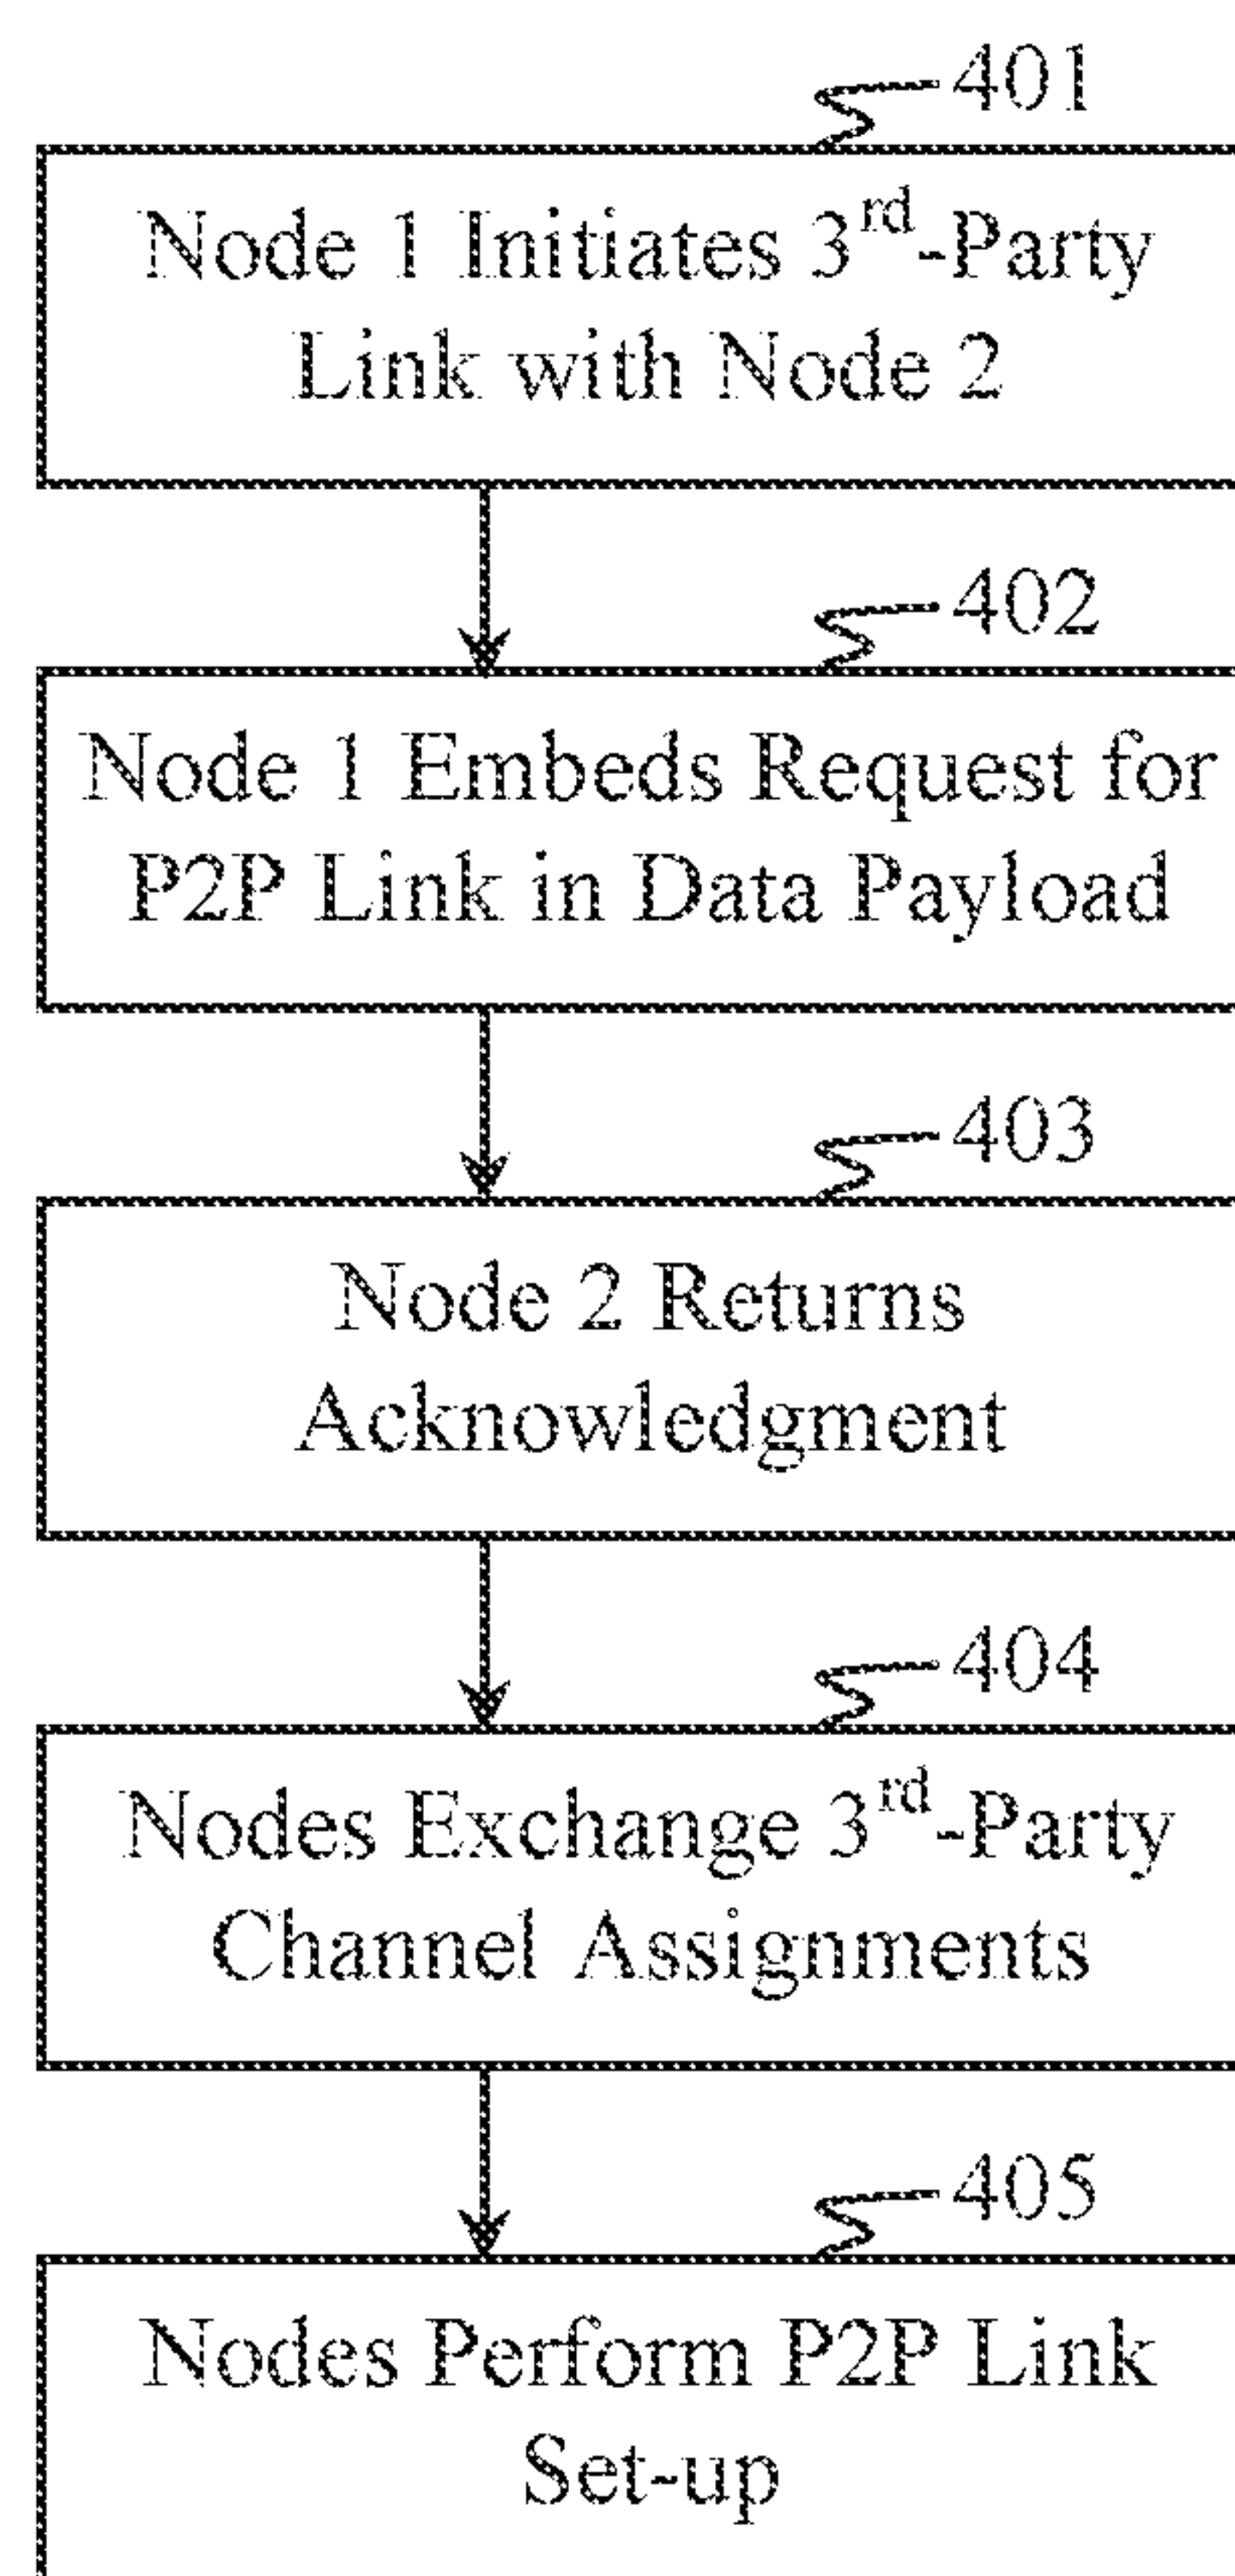 401
Node 1 Initiates 3rd-Party
Link with Node 2
402
Node 1 Embeds Request for
P2P Link in Data Payload
403
Node 2 Returns
Acknowledgment
404
Nodes Exchange 3rd-Party
Channel Assignments
405
Nodes Perform P2P Link
Set-up